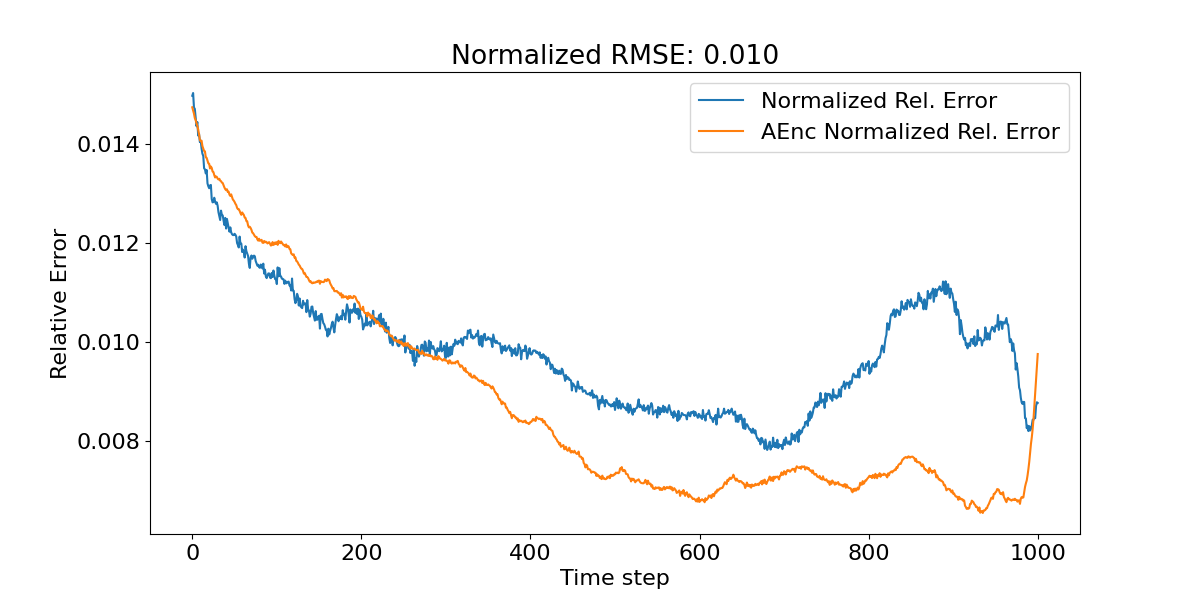 Normalized RMSE: 0.010
Normalized Rel. Error
AEnc Normalized Rel. Error
Relative Error
0.014
0.012
0.010
0.008
0 200 400 600 800 1000
Time step